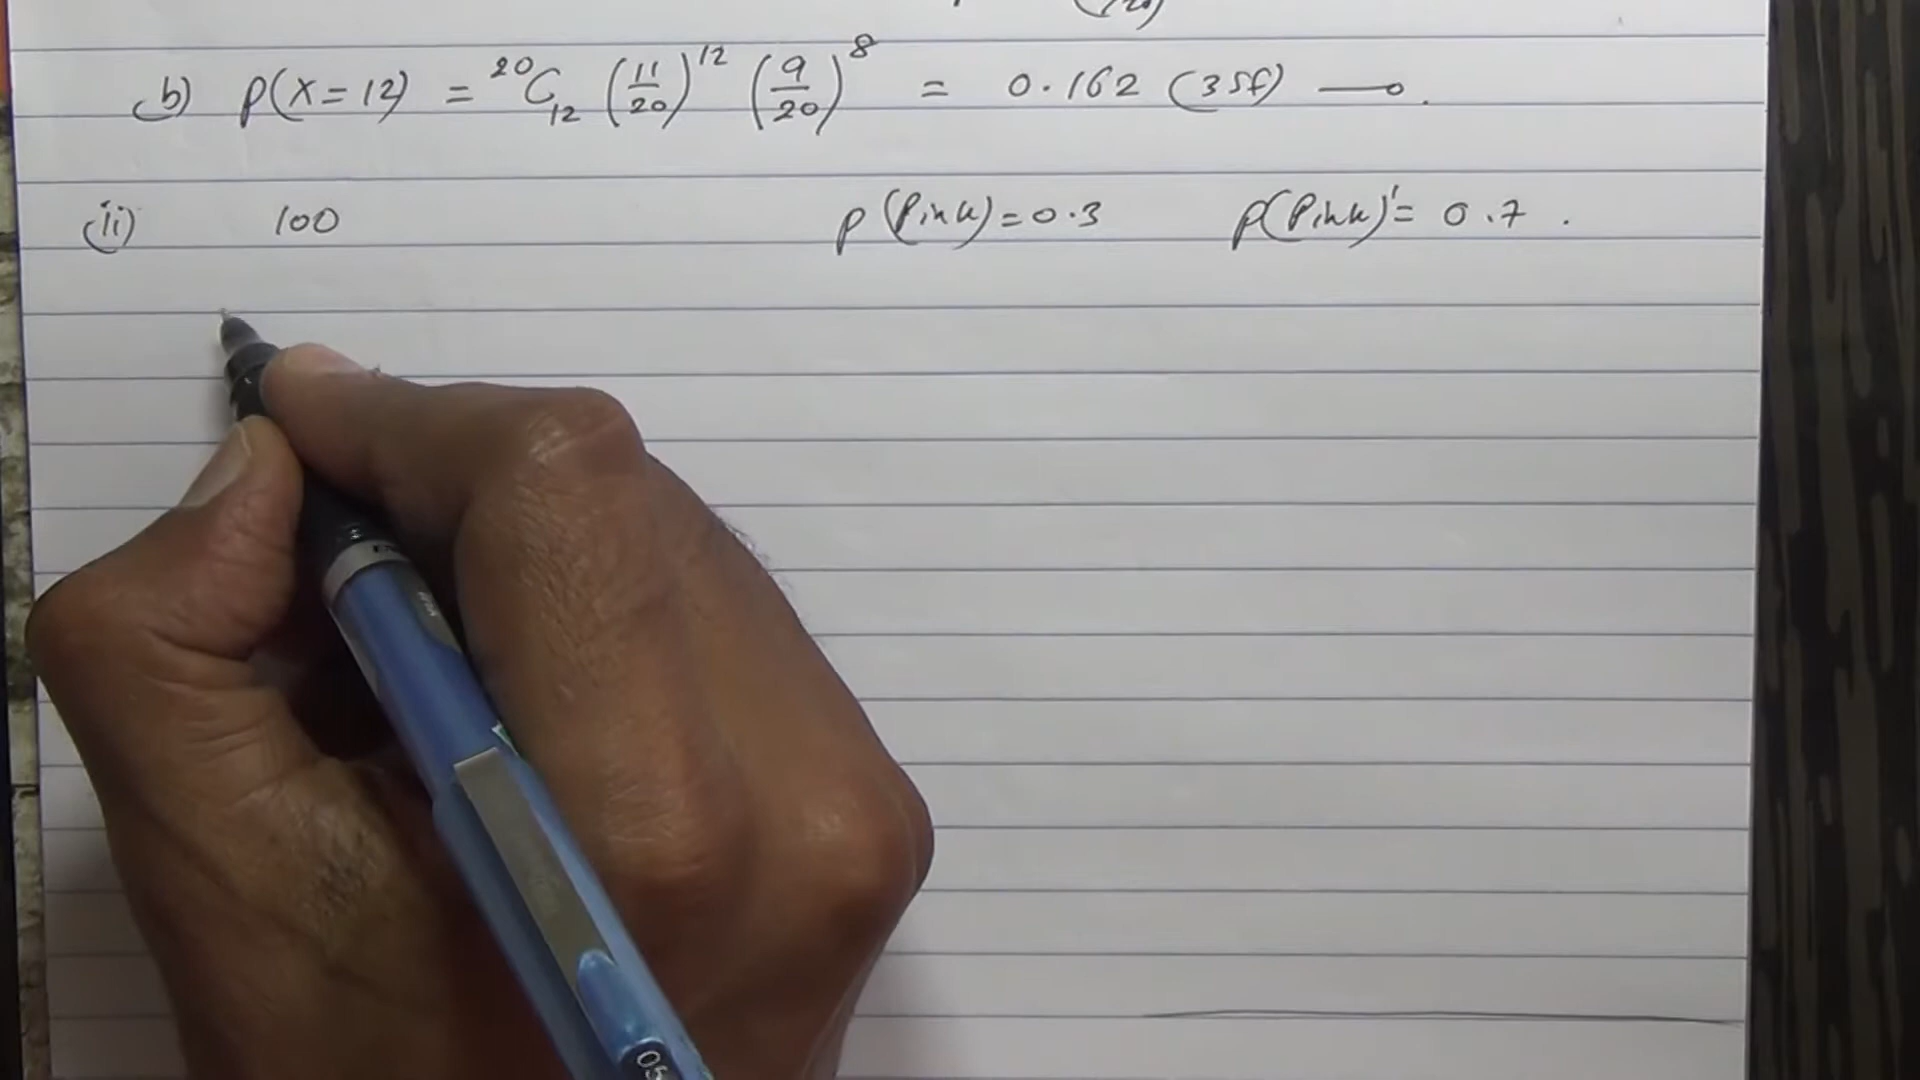 b) P(X=12) = ²⁰C₁₂ (11/20)¹² (9/20)⁸ = 0.162 (3sf)
(ii) 100 P(Pink)=0.3 P(Pink)'= 0.7 .
05